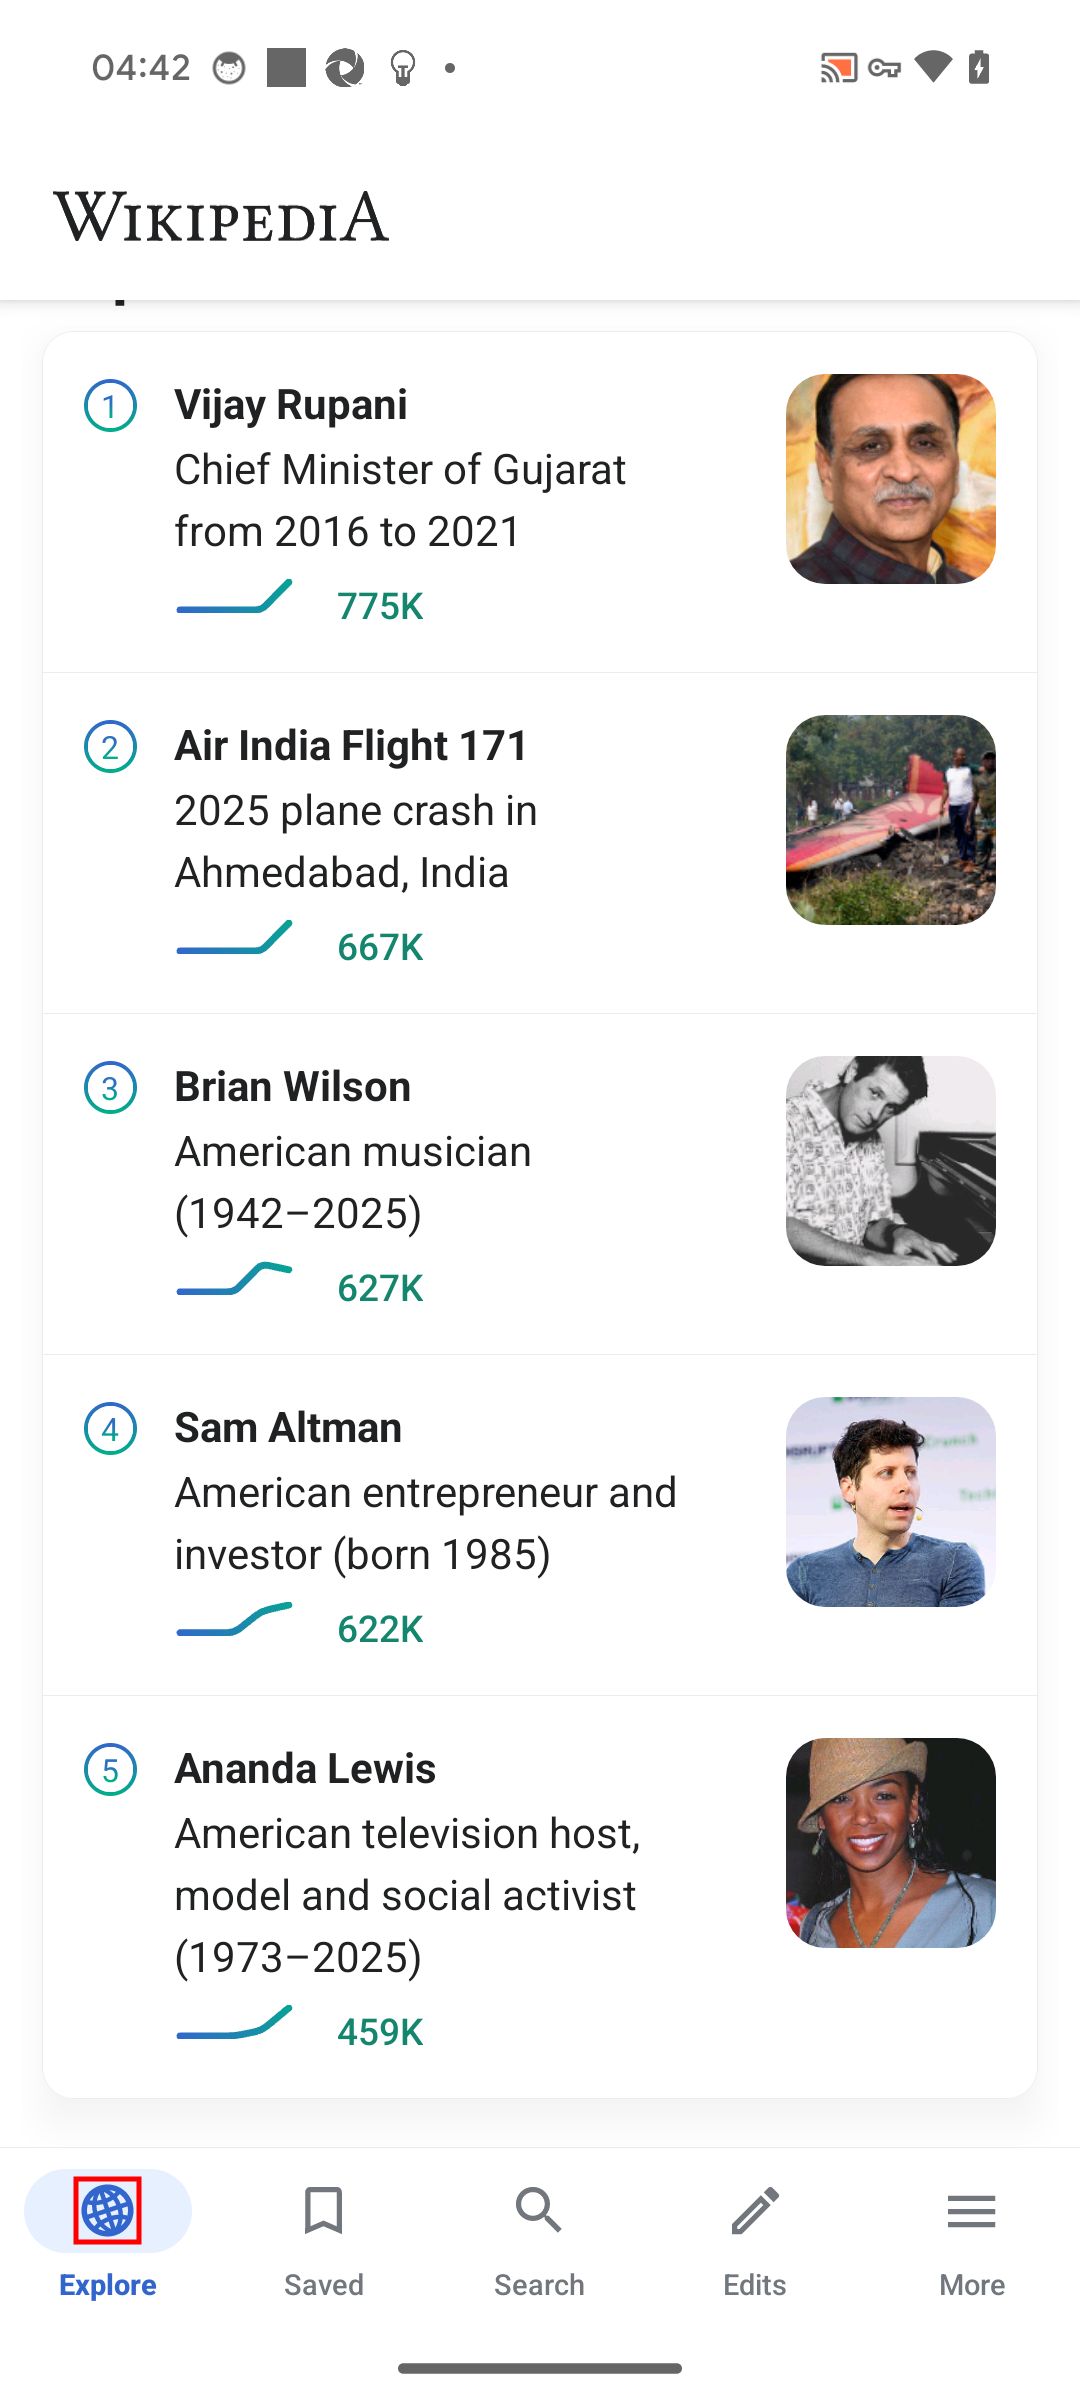 04:42
WIKIPEDIA
1 Vijay Rupani
Chief Minister of Gujarat
from 2016 to 2021
775K
2 Air India Flight 171
2025 plane crash in
Ahmedabad, India
667K
3 Brian Wilson
American musician
(1942–2025)
627K
4 Sam Altman
American entrepreneur and
investor (born 1985)
622K
5 Ananda Lewis
American television host,
model and social activist
(1973–2025)
459K
Explore
Saved
Search
Edits
More